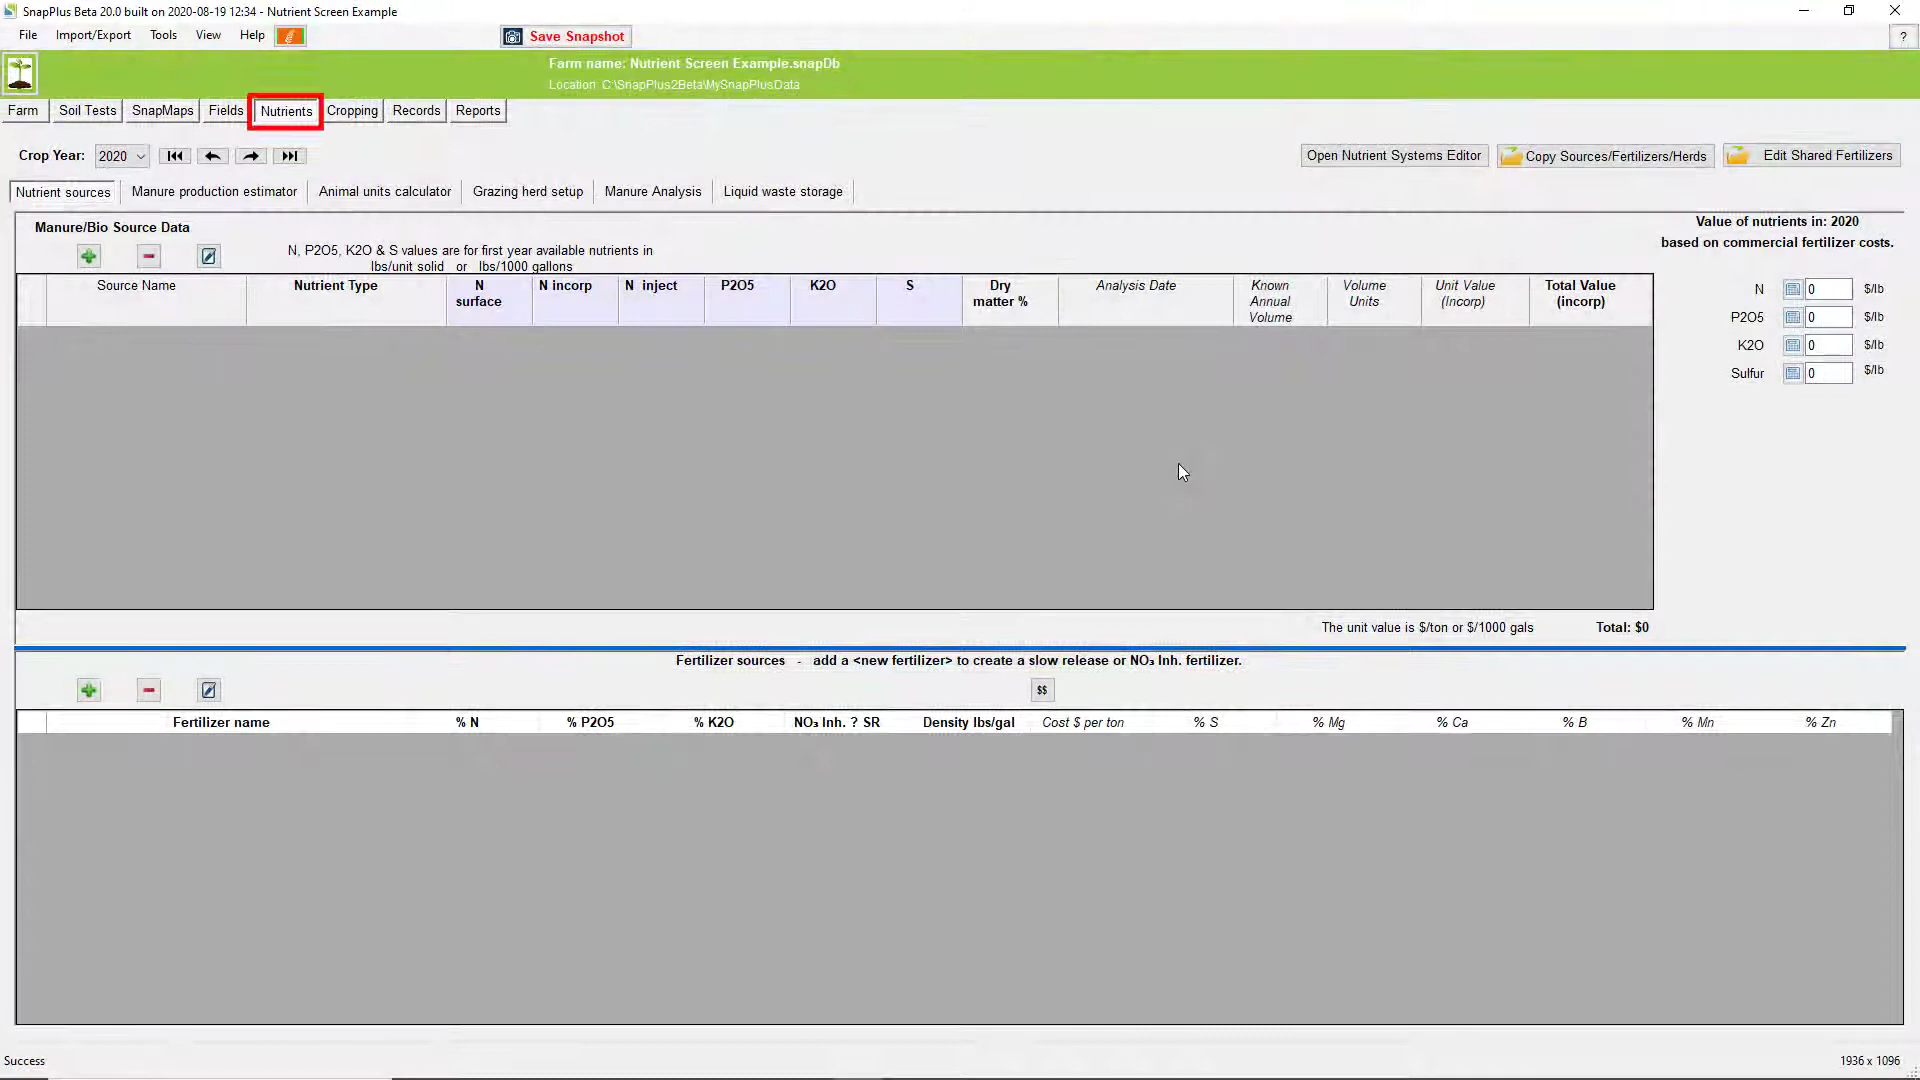 SnapPlus Beta 20.0 built on 2020-08-19 12:34 - Nutrient Screen Example
File Import/Export Tools View Help Save Snapshot ?
Farm name: Nutrient Screen Example.snapDb
Location: C:\SnapPlus2Beta\MySnapPlusData
Farm Soil Tests SnapMaps Fields Nutrients Cropping Records Reports
Crop Year: 2020 Open Nutrient Systems Editor Copy Sources/Fertilizers/Herds Edit Shared Fertilizers
Nutrient sources Manure production estimator Animal units calculator Grazing herd setup Manure Analysis Liquid waste storage
Manure/Bio Source Data
N, P2O5, K2O & S values are for first year available nutrients in
lbs/unit solid or lbs/1000 gallons
Value of nutrients in: 2020
based on commercial fertilizer costs.
Source Name Nutrient Type N surface N incorp N inject P2O5 K2O S Dry matter % Analysis Date Known Annual Volume Volume Units Unit Value (Incorp) Total Value (incorp)
N 0 $/lb
P2O5 0 $/lb
K2O 0 $/lb
Sulfur 0 $/lb
The unit value is $/ton or $/1000 gals Total: $0
Fertilizer sources - add a <new fertilizer> to create a slow release or NO₃ Inh. fertilizer.
$$
Fertilizer name % N % P2O5 % K2O NO₃ Inh. ? SR Density lbs/gal Cost $ per ton % S % Mg % Ca % B % Mn % Zn
Success 1936 x 1096